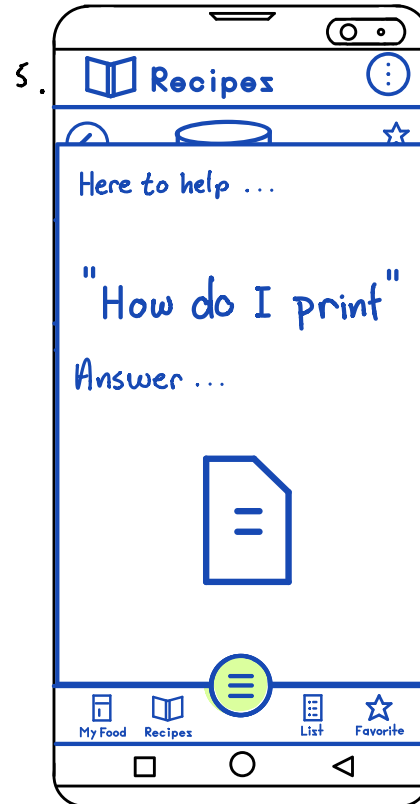 5.
Recipes
Here to help ...
"How do I print"
Answer ...
My Food Recipes List Favorite